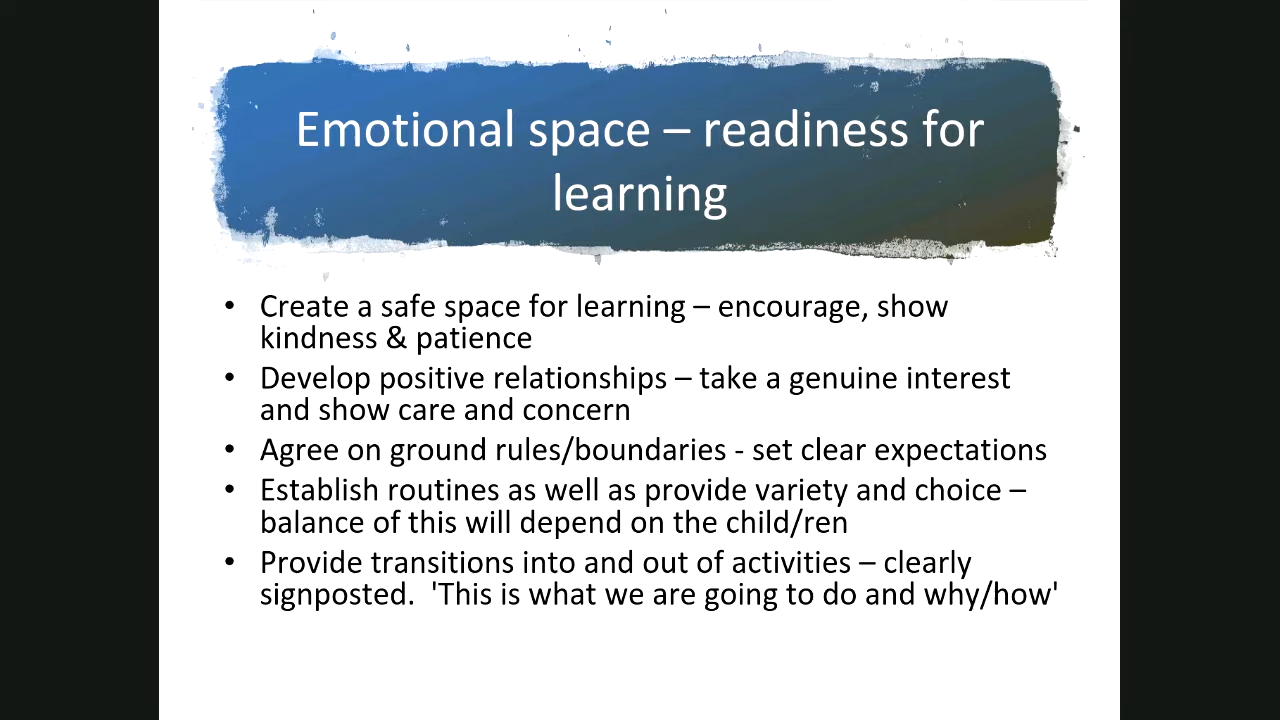 Emotional space – readiness for
learning
• Create a safe space for learning – encourage, show
kindness & patience
• Develop positive relationships – take a genuine interest
and show care and concern
• Agree on ground rules/boundaries - set clear expectations
• Establish routines as well as provide variety and choice –
balance of this will depend on the child/ren
• Provide transitions into and out of activities – clearly
signposted.  'This is what we are going to do and why/how'